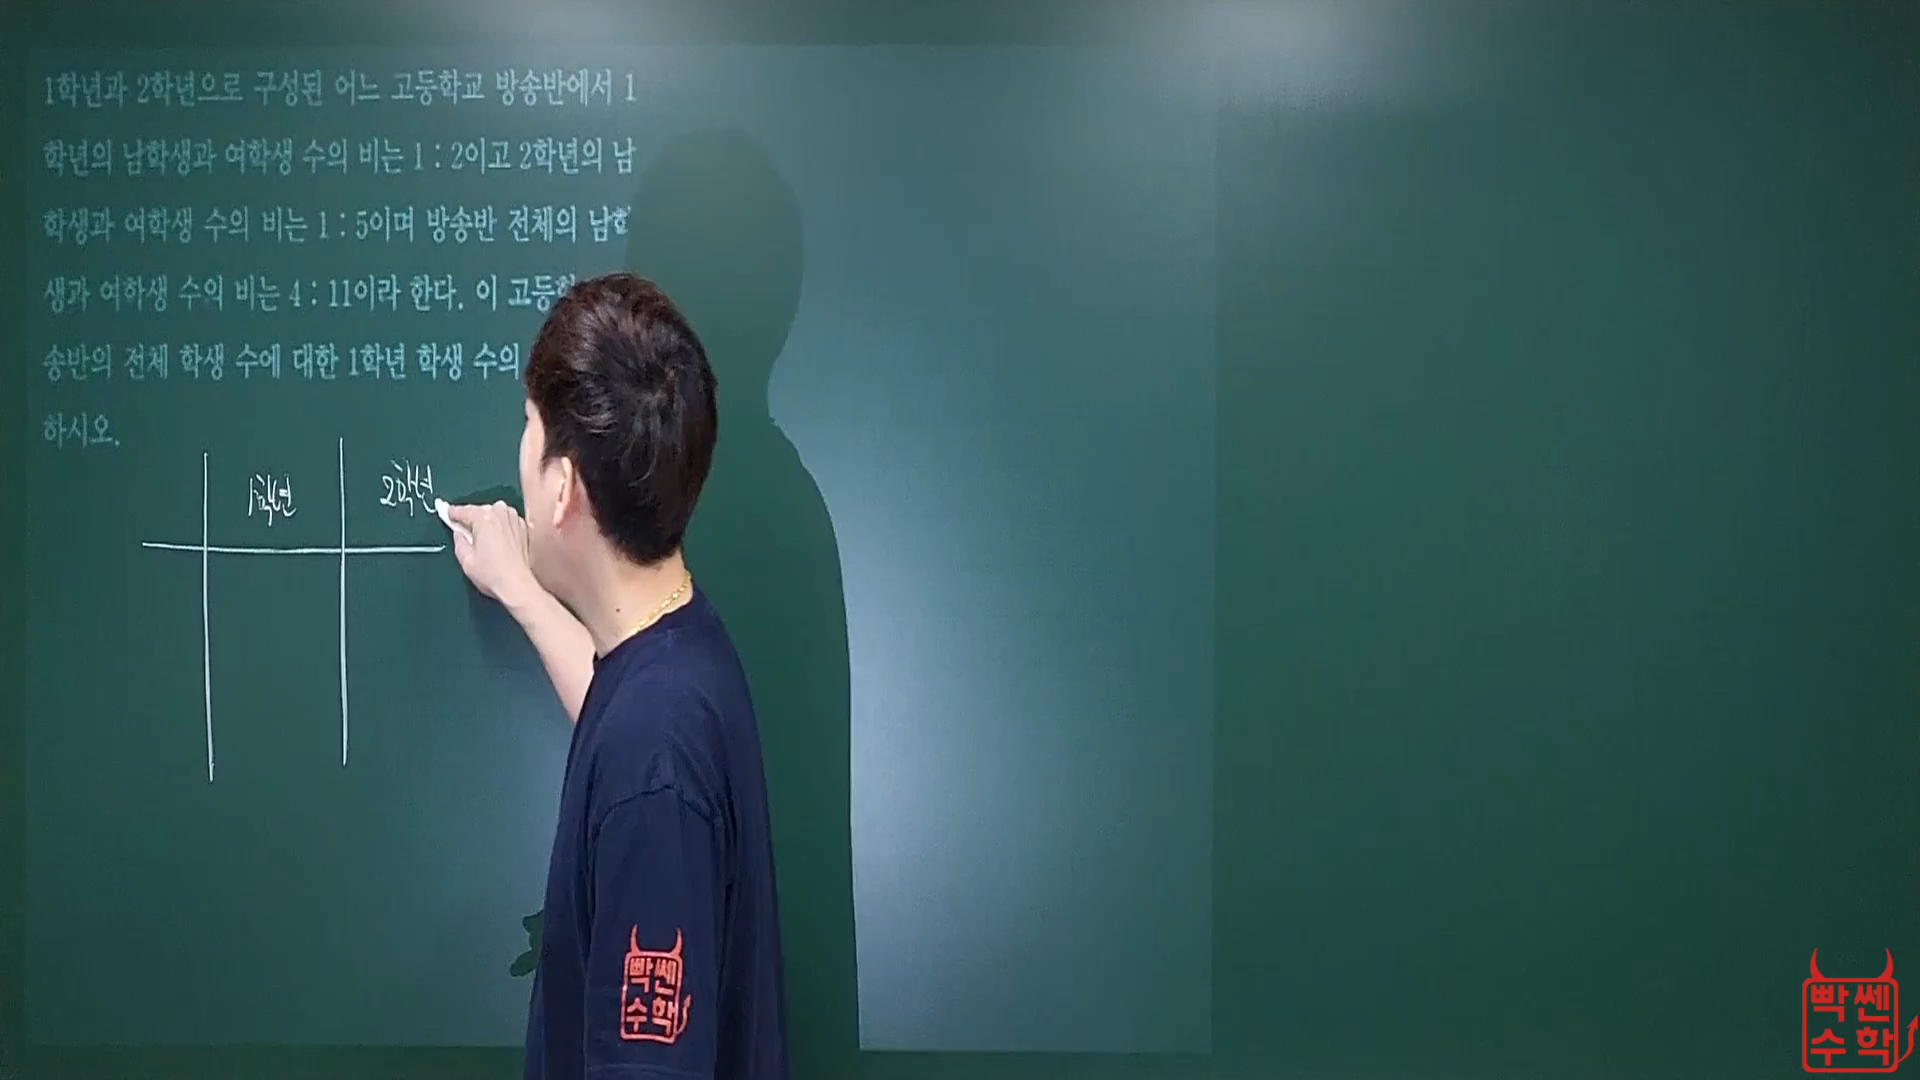 1학년과 2학년으로 구성된 어느 고등학교 방송반에서 1
학년의 남학생과 여학생 수의 비는 1 : 2이고 2학년의 남
학생과 여학생 수의 비는 1 : 5이며 방송반 전체의 남학
생과 여학생 수의 비는 4 : 11이라 한다. 이 고등학
송반의 전체 학생 수에 대한 1학년 학생 수의
하시오.
1학년 2학년
빡쎈
수학
빡쎈
수학